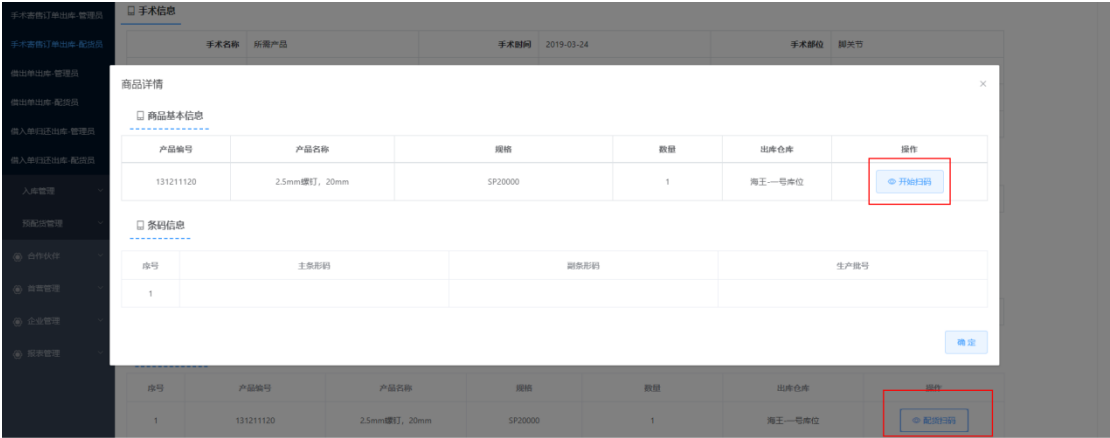 手术寄售订单出库-管理员
手术寄售订单出库-配货员
借出单出库-管理员
借出单出库-配货员
借入单归还出库-管理员
借入单归还出库-配货员
入库管理
预配货管理
合作伙伴
首营管理
企业管理
报表管理
手术信息
手术名称 所需产品 手术时间 2019-03-24 手术部位 脚关节
商品详情
商品基本信息
产品编号 产品名称 规格 数量 出库仓库 操作
131211120 2.5mm螺钉，20mm SP20000 1 海王-一号库位 开始扫码
条码信息
序号 主条形码 副条形码 生产批号
1
确 定
序号 产品编号 产品名称 规格 数量 出库仓库 操作
1 131211120 2.5mm螺钉，20mm SP20000 1 海王-一号库位 配货扫码